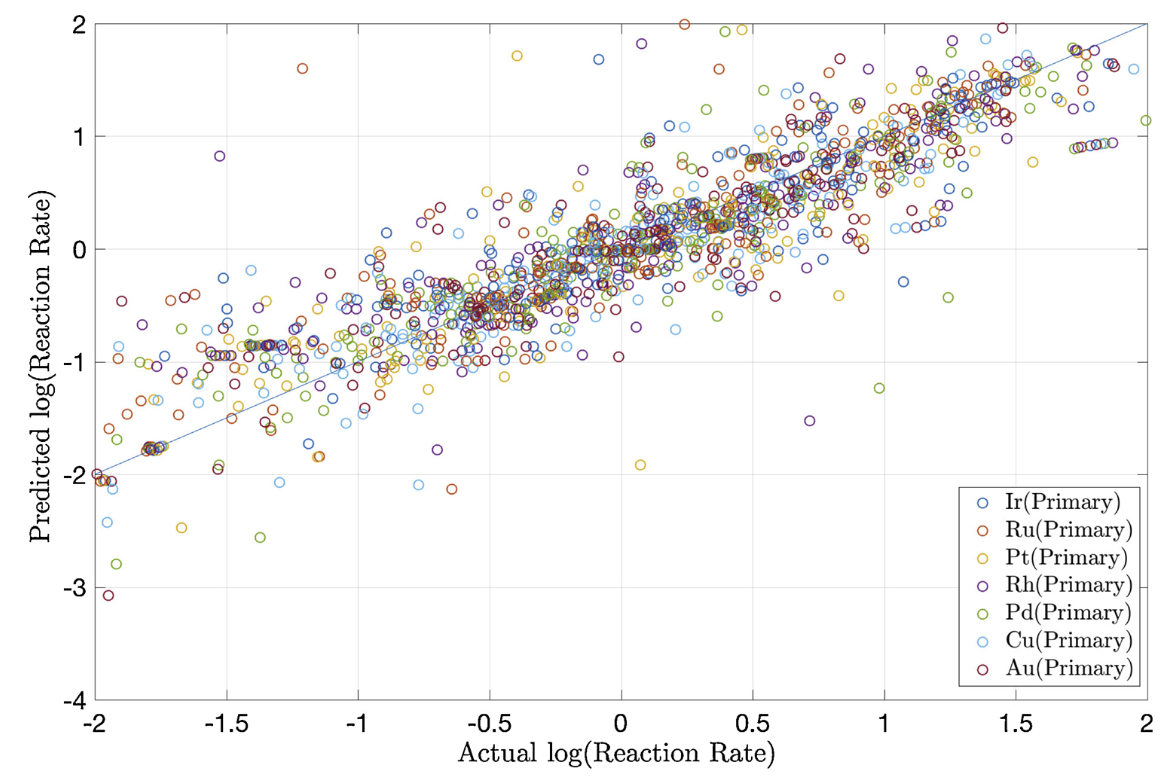 2
1
0
-1
-2
-3
-4
Predicted log(Reaction Rate)
-2 -1.5 -1 -0.5 0 0.5 1 1.5 2
Actual log(Reaction Rate)
Ir(Primary)
Ru(Primary)
Pt(Primary)
Rh(Primary)
Pd(Primary)
Cu(Primary)
Au(Primary)